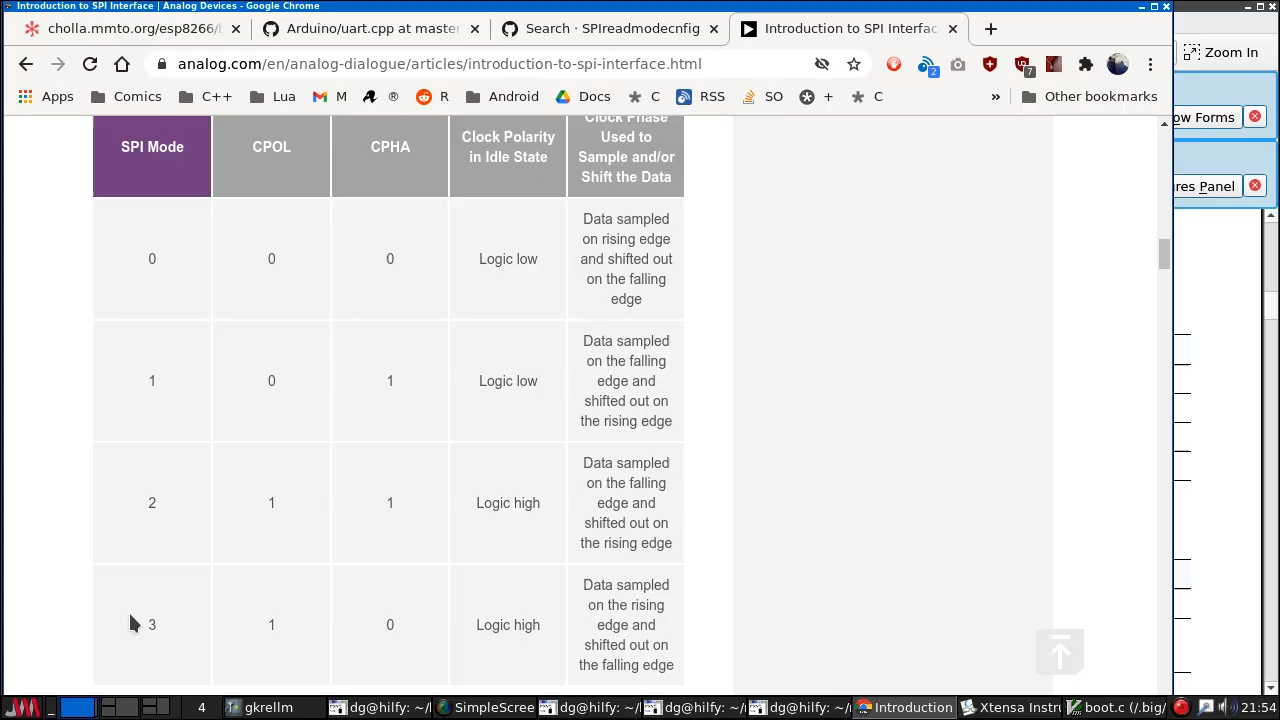 Introduction to SPI Interface | Analog Devices - Google Chrome
cholla.mmto.org/esp8266/
Arduino/uart.cpp at master
Search · SPIreadmodecnfig
Introduction to SPI Interfac
analog.com/en/analog-dialogue/articles/introduction-to-spi-interface.html
2
7
Apps
Comics
C++
Lua
M
®
R
Android
Docs
C
RSS
SO
+
C
»
Other bookmarks
Zoom In
ow Forms
ures Panel
SPI Mode
CPOL
CPHA
Clock Polarity
in Idle State
Clock Phase
Used to
Sample and/or
Shift the Data
0
0
0
Logic low
Data sampled
on rising edge
and shifted out
on the falling
edge
1
0
1
Logic low
Data sampled
on the falling
edge and
shifted out on
the rising edge
2
1
1
Logic high
Data sampled
on the falling
edge and
shifted out on
the rising edge
3
1
0
Logic high
Data sampled
on the rising
edge and
shifted out on
the falling edge
4
gkrellm
dg@hilfy: ~/
SimpleScree
dg@hilfy: ~/
dg@hilfy: ~/
dg@hilfy: ~/
Introduction
Xtensa Instru
boot.c (/.big/
21:54